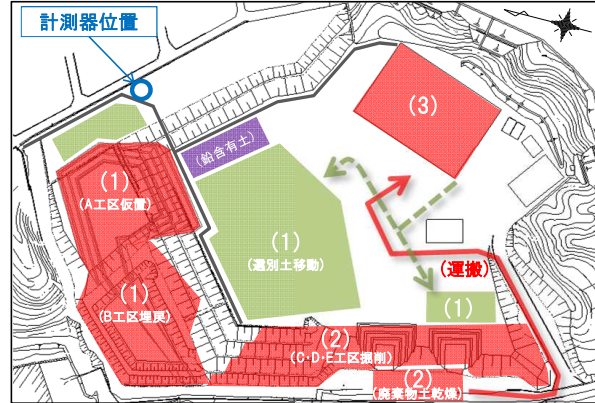 計測器位置
(3)
(鉛含有土)
(1)
(A工区仮置)
(1)
(選別土移動)
(運搬)
(1)
(B工区埋戻)
(1)
(2)
(C・D・E工区掘削)
(2)
(廃棄物土乾燥)